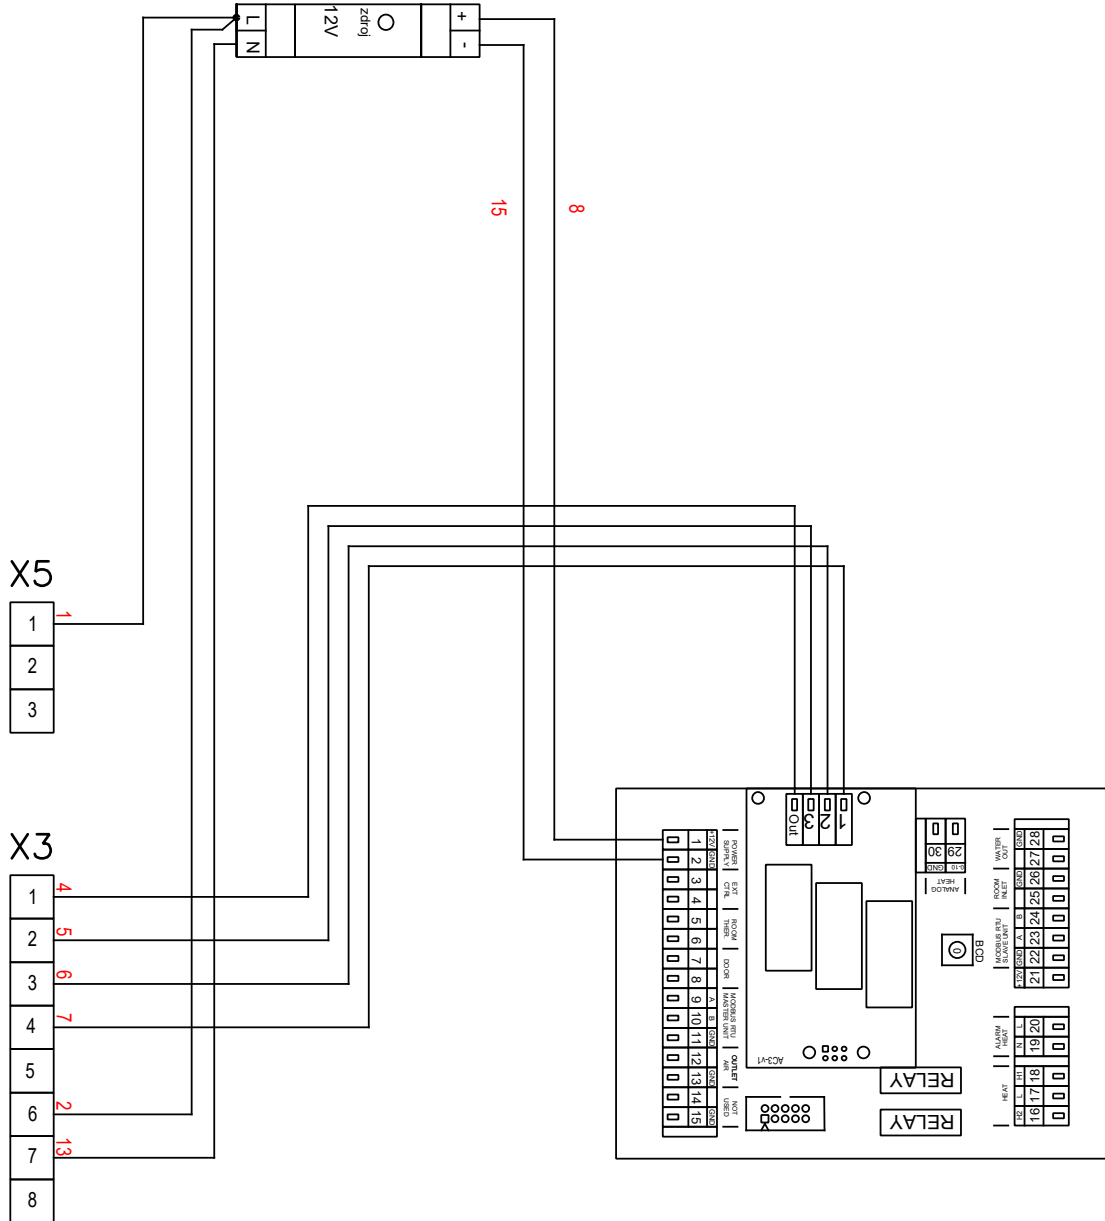 L
N
12V
zdroj
+
-
15
8
X5
1
2
3
1
X3
1
2
3
4
5
6
7
8
4
5
6
7
2
13
Out
3
2
1
AC3-v1
1 +12V
2 GND
3
4
5
6
7
8
9 A
10 B
11 GND
12
13 GND
14
15 GND
POWER
SUPPLY
EXT
CTRL
ROOM
THER.
DOOR
MODBUS RTU
MASTER UNIT
OUTLET
AIR
NOT
USED
30 GND
29 0-10
ANALOG
HEAT
BCD
0
RELAY
RELAY
WATER
OUT
ROOM
INLET
MODBUS RTU
SLAVE UNIT
ALARM
HEAT
HEAT
GND 28
27
GND 26
25
B 24
A 23
GND 22
+12V 21
L 20
N 19
H1 18
L 17
H2 16